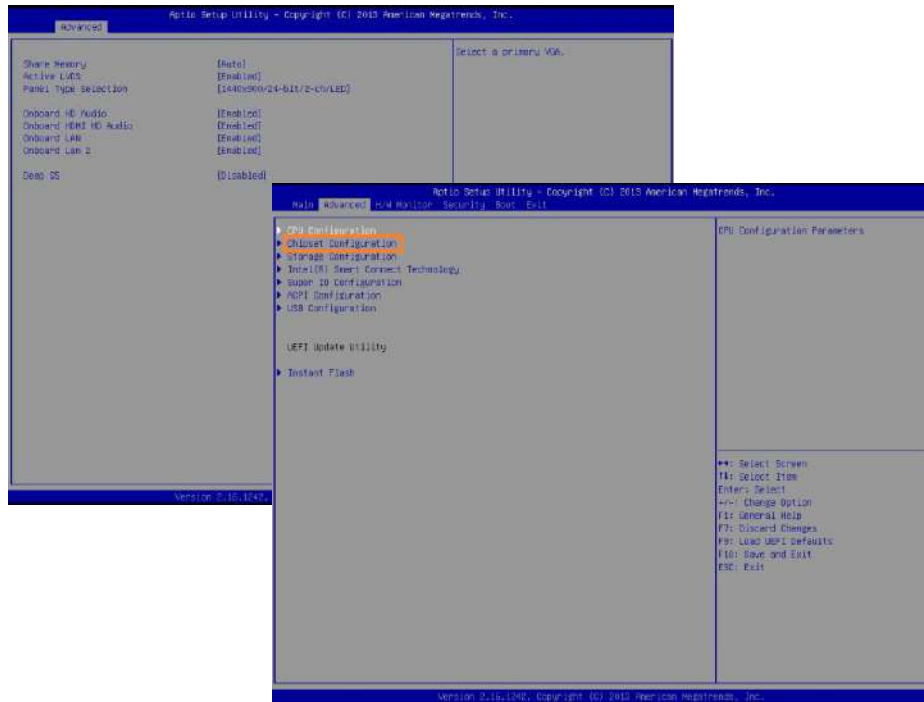 Aptio Setup Utility - Copyright (C) 2013 American Megatrends, Inc.
Advanced
Share Memory [Auto]
Active LVDS [Enabled]
Panel Type Selection [1440x900/24-bit/2-ch/LED]
Onboard HD Audio [Enabled]
Onboard HDMI HD Audio [Enabled]
Onboard LAN [Enabled]
Onboard Lan 2 [Enabled]
Deep S5 [Disabled]
Select a primary VGA.
Version 2.16.1242.
Aptio Setup Utility - Copyright (C) 2013 American Megatrends, Inc.
Main Advanced H/W Monitor Security Boot Exit
CPU Configuration
Chipset Configuration
Storage Configuration
Intel(R) Smart Connect Technology
Super IO Configuration
ACPI Configuration
USB Configuration
UEFI Update Utility
Instant Flash
CPU Configuration Parameters
→←: Select Screen
↑↓: Select Item
Enter: Select
+/-: Change Option
F1: General Help
F7: Discard Changes
F9: Load UEFI Defaults
F10: Save and Exit
ESC: Exit
Version 2.16.1242. Copyright (C) 2013 American Megatrends, Inc.